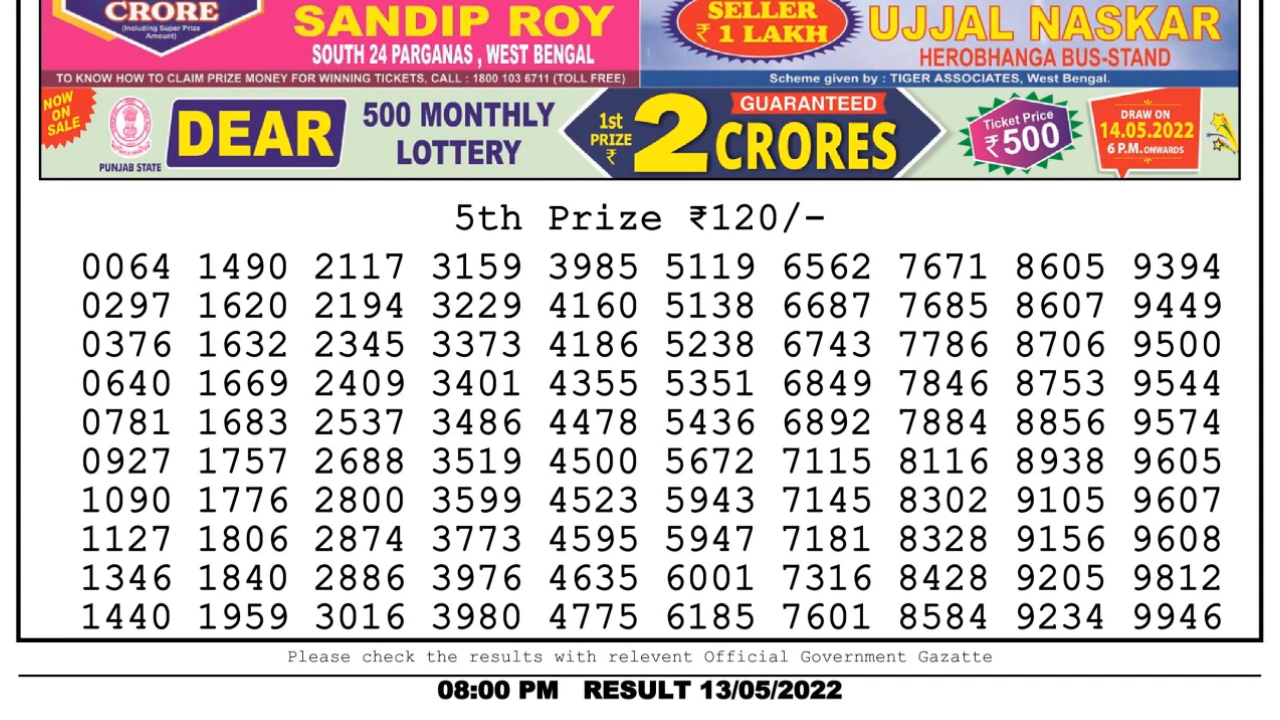 CRORE
(Including Super Prize
Amount)
SANDIP ROY
SOUTH 24 PARGANAS , WEST BENGAL
SELLER
₹ 1 LAKH
UJJAL NASKAR
HEROBHANGA BUS-STAND
TO KNOW HOW TO CLAIM PRIZE MONEY FOR WINNING TICKETS, CALL : 1800 103 6711 (TOLL FREE)
Scheme given by : TIGER ASSOCIATES, West Bengal.
NOW
ON
SALE
PUNJAB STATE
DEAR
500 MONTHLY
LOTTERY
1st
PRIZE
₹
2
GUARANTEED
CRORES
Ticket Price
₹500
DRAW ON
14.05.2022
6 P.M. ONWARDS
5th Prize ₹120/-
0064 1490 2117 3159 3985 5119 6562 7671 8605 9394
0297 1620 2194 3229 4160 5138 6687 7685 8607 9449
0376 1632 2345 3373 4186 5238 6743 7786 8706 9500
0640 1669 2409 3401 4355 5351 6849 7846 8753 9544
0781 1683 2537 3486 4478 5436 6892 7884 8856 9574
0927 1757 2688 3519 4500 5672 7115 8116 8938 9605
1090 1776 2800 3599 4523 5943 7145 8302 9105 9607
1127 1806 2874 3773 4595 5947 7181 8328 9156 9608
1346 1840 2886 3976 4635 6001 7316 8428 9205 9812
1440 1959 3016 3980 4775 6185 7601 8584 9234 9946
Please check the results with relevent Official Government Gazatte
08:00 PM RESULT 13/05/2022